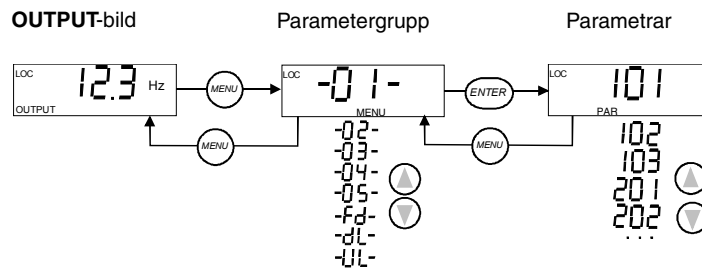 OUTPUT-bild
Parametergrupp
Parametrar
LOC
12.3 Hz
OUTPUT
MENU
LOC
-01-
MENU
ENTER
LOC
101
PAR
MENU
MENU
-02-
-03-
-04-
-05-
-Fd-
-dL-
-UL-
102
103
201
202
...